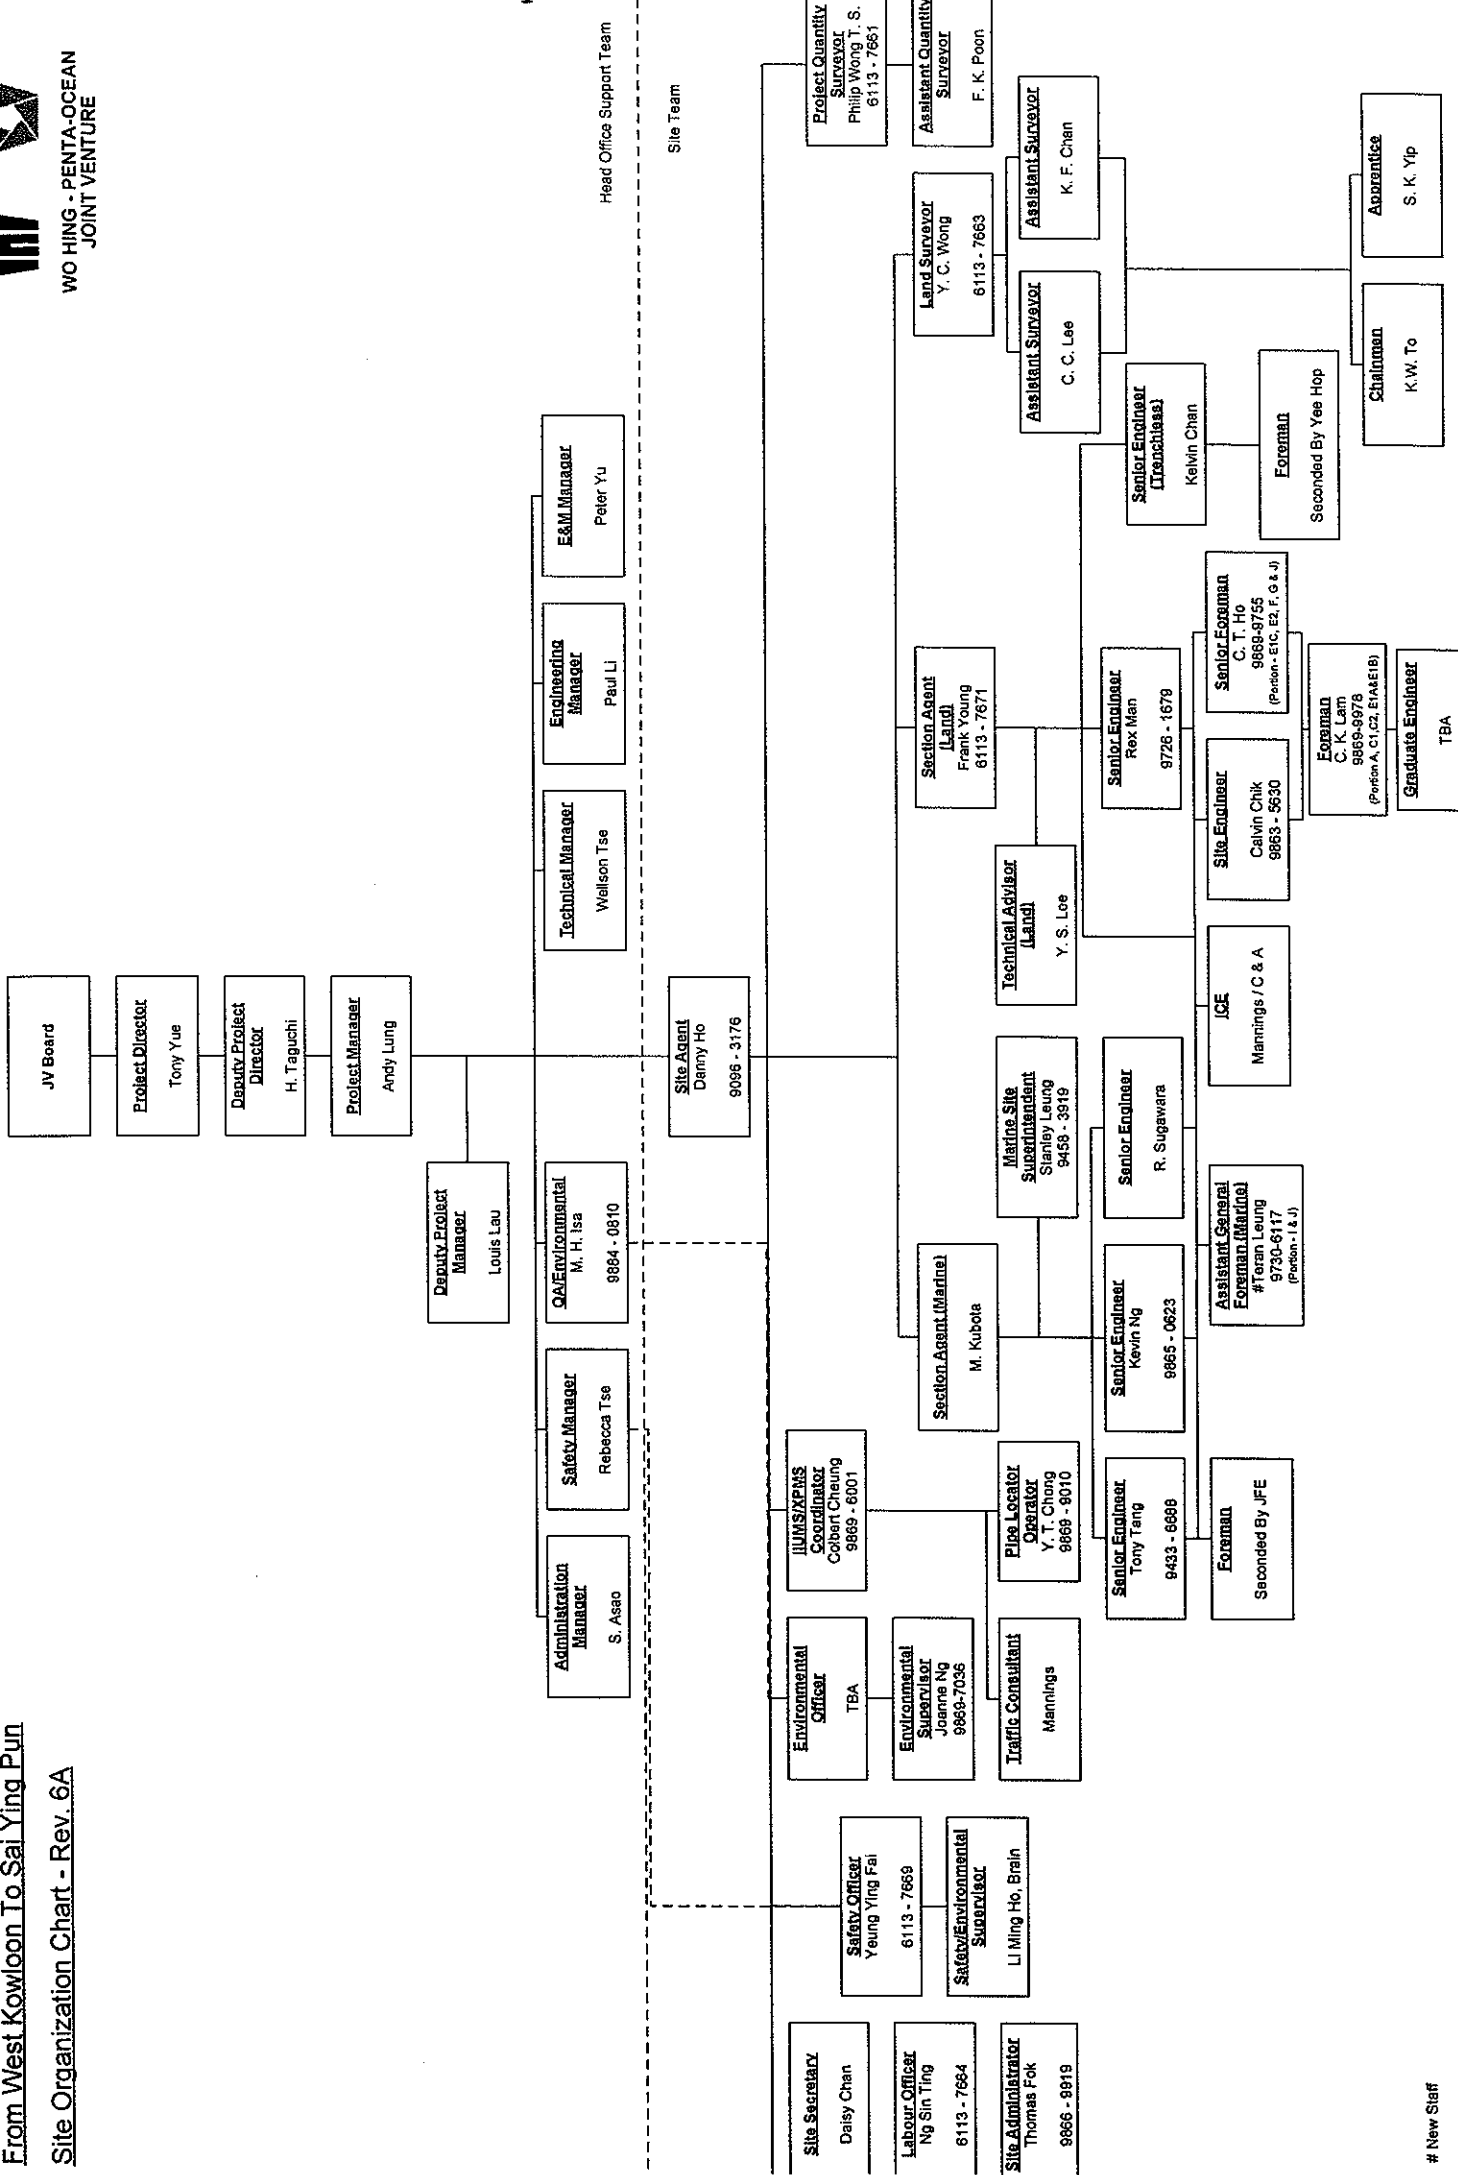 From West Kowloon To Sai Ying Pun
Site Organization Chart - Rev. 6A
WO HING - PENTA-OCEAN
JOINT VENTURE
JV Board
Project Director
Tony Yue
Deputy Project
Director
H. Taguchi
Project Manager
Andy Lung
Deputy Project
Manager
Louis Lau
Administration
Manager
S. Asao
Safety Manager
Rebecca Tse
QA/Environmental
M. H. Isa
9884 - 0810
Technical Manager
Wellson Tse
Engineering
Manager
Paul Li
E&M Manager
Peter Yu
Head Office Support Team
Site Team
Site Agent
Danny Ho
9096 - 3176
Site Secretary
Daisy Chan
Labour Officer
Ng Sin Ting
6113 - 7664
Site Administrator
Thomas Fok
9866 - 9919
Safety Officer
Yeung Ying Fai
6113 - 7669
Safety/Environmental
Supervisor
LI Ming Ho, Brain
Environmental
Officer
TBA
Environmental
Supervisor
Joanne Ng
9869-7036
IIUMS/XPMS
Coordinator
Colbert Cheung
9869 - 6001
Traffic Consultant
Mannings
Pipe Locator
Operator
Y. T. Chong
9869 - 9010
Section Agent (Marine)
M. Kubota
Marine Site
Superintendent
Stanley Leung
9458 - 3919
Senior Engineer
Tony Tang
9433 - 6688
Senior Engineer
Kevin Ng
9865 - 0623
Senior Engineer
R. Sugawara
Foreman
Seconded By JFE
Assistant General
Foreman (Marine)
#Teran Leung
9730-6117
(Portion - I & J)
ICE
Mannings / C & A
Section Agent
(Land)
Frank Young
6113 - 7671
Technical Advisor
(Land)
Y. S. Lee
Senior Engineer
Rex Man
9726 - 1679
Senior Engineer
(Trenchless)
Kelvin Chan
Foreman
Seconded By Yee Hop
Site Engineer
Calvin Chik
9863 - 5630
Senior Foreman
C. T. Ho
9869-9755
(Portion - E1C, E2, F, G & J)
Foreman
C. K. Lam
9869-9978
(Portion A, C1,C2, E1A&E1B)
Graduate Engineer
TBA
Land Surveyor
Y. C. Wong
6113 - 7663
Assistant Surveyor
C. C. Lee
Assistant Surveyor
K. F. Chan
Chainmen
K.W. To
Apprentice
S. K. Yip
Project Quantity
Surveyor
Philip Wong T. S.
6113 - 7661
Assistant Quantity
Surveyor
F. K. Poon
# New Staff